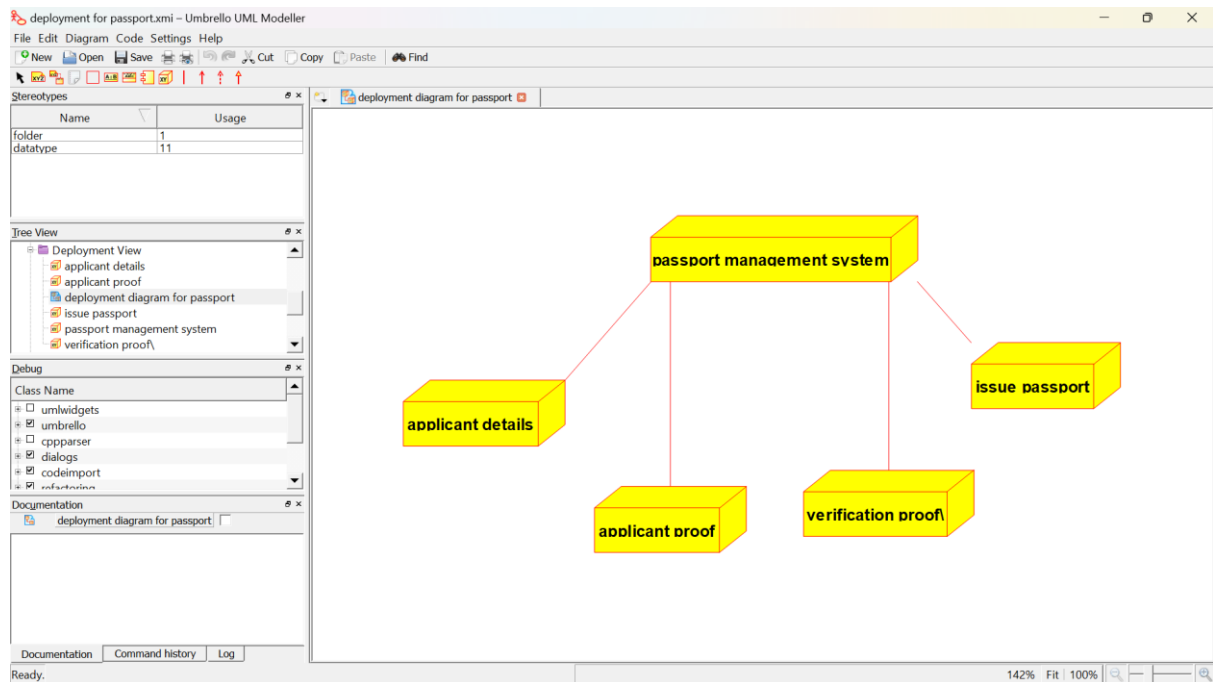 deployment for passport.xmi – Umbrello UML Modeller
File Edit Diagram Code Settings Help
New Open Save Cut Copy Paste Find
Stereotypes
Name Usage
folder 1
datatype 11
Tree View
Deployment View
applicant details
applicant proof
deployment diagram for passport
issue passport
passport management system
verification proof\
Debug
Class Name
umlwidgets
umbrello
cppparser
dialogs
codeimport
refactoring
Documentation
deployment diagram for passport
Documentation Command history Log
Ready.
deployment diagram for passport
passport management system
issue passport
applicant details
verification proof\
applicant proof
142% Fit 100%